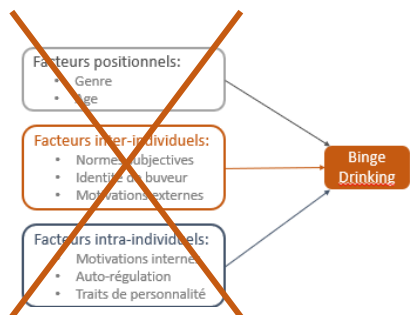 Facteurs positionnels:
• Genre
• Age
Facteurs inter-individuels:
• Normes subjectives
• Identité de buveur
• Motivations externes
Facteurs intra-individuels:
Motivations internes
• Auto-régulation
• Traits de personnalité
Binge
Drinking